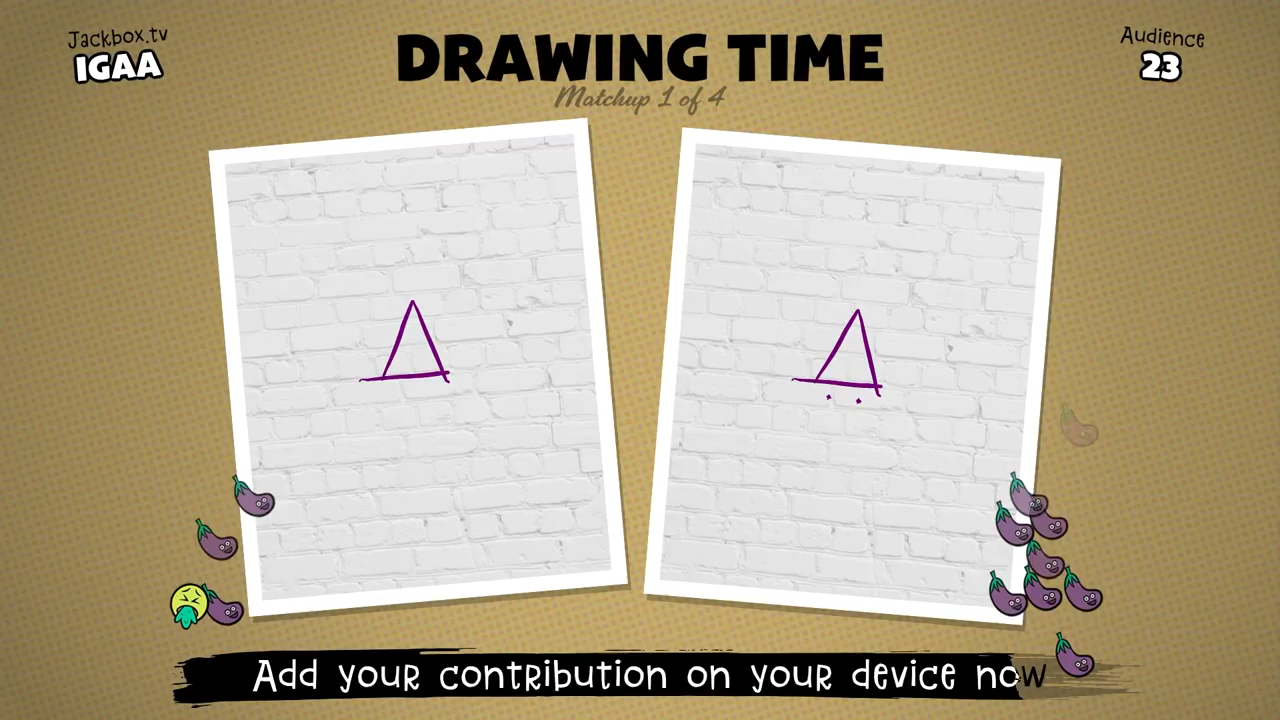 Jackbox.tv
IGAA
DRAWING TIME
Matchup 1 of 4
Audience
23
Add your contribution on your device now